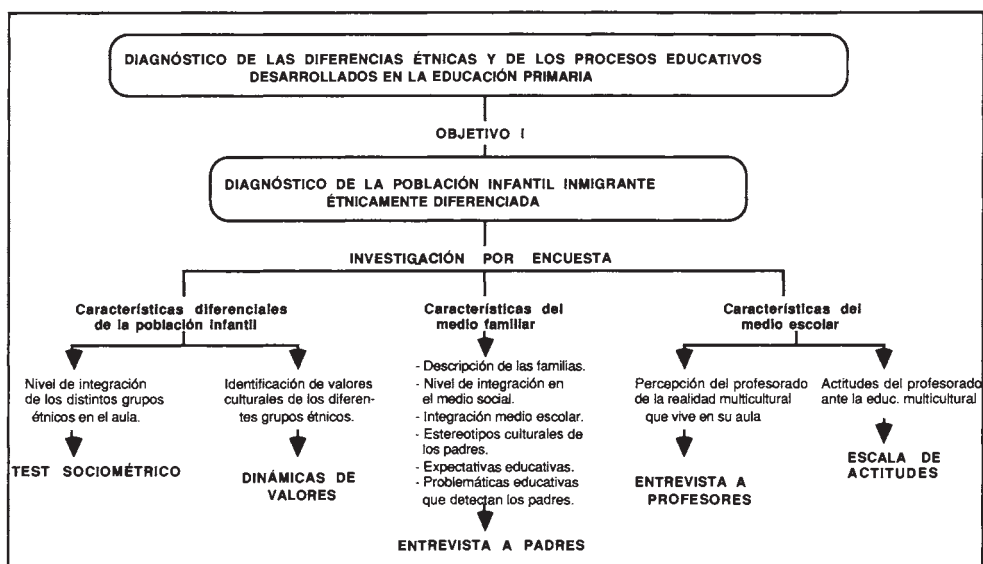 DIAGNÓSTICO DE LAS DIFERENCIAS ÉTNICAS Y DE LOS PROCESOS EDUCATIVOS
DESARROLLADOS EN LA EDUCACIÓN PRIMARIA
OBJETIVO I
DIAGNÓSTICO DE LA POBLACIÓN INFANTIL INMIGRANTE
ÉTNICAMENTE DIFERENCIADA
INVESTIGACIÓN POR ENCUESTA
Características diferenciales
de la población infantil
Nivel de integración
de los distintos grupos
étnicos en el aula.
TEST SOCIOMÉTRICO
Identificación de valores
culturales de los diferen-
tes grupos étnicos.
DINÁMICAS DE
VALORES
Características del
medio familiar
- Descripción de las familias.
- Nivel de integración en
el medio social.
- Integración medio escolar.
- Estereotipos culturales de
los padres.
- Expectativas educativas.
- Problemáticas educativas
que detectan los padres.
ENTREVISTA A PADRES
Características del
medio escolar
Percepción del profesorado
de la realidad multicultural
que vive en su aula
ENTREVISTA A
PROFESORES
Actitudes del profesorado
ante la educ. multicultural
ESCALA DE
ACTITUDES